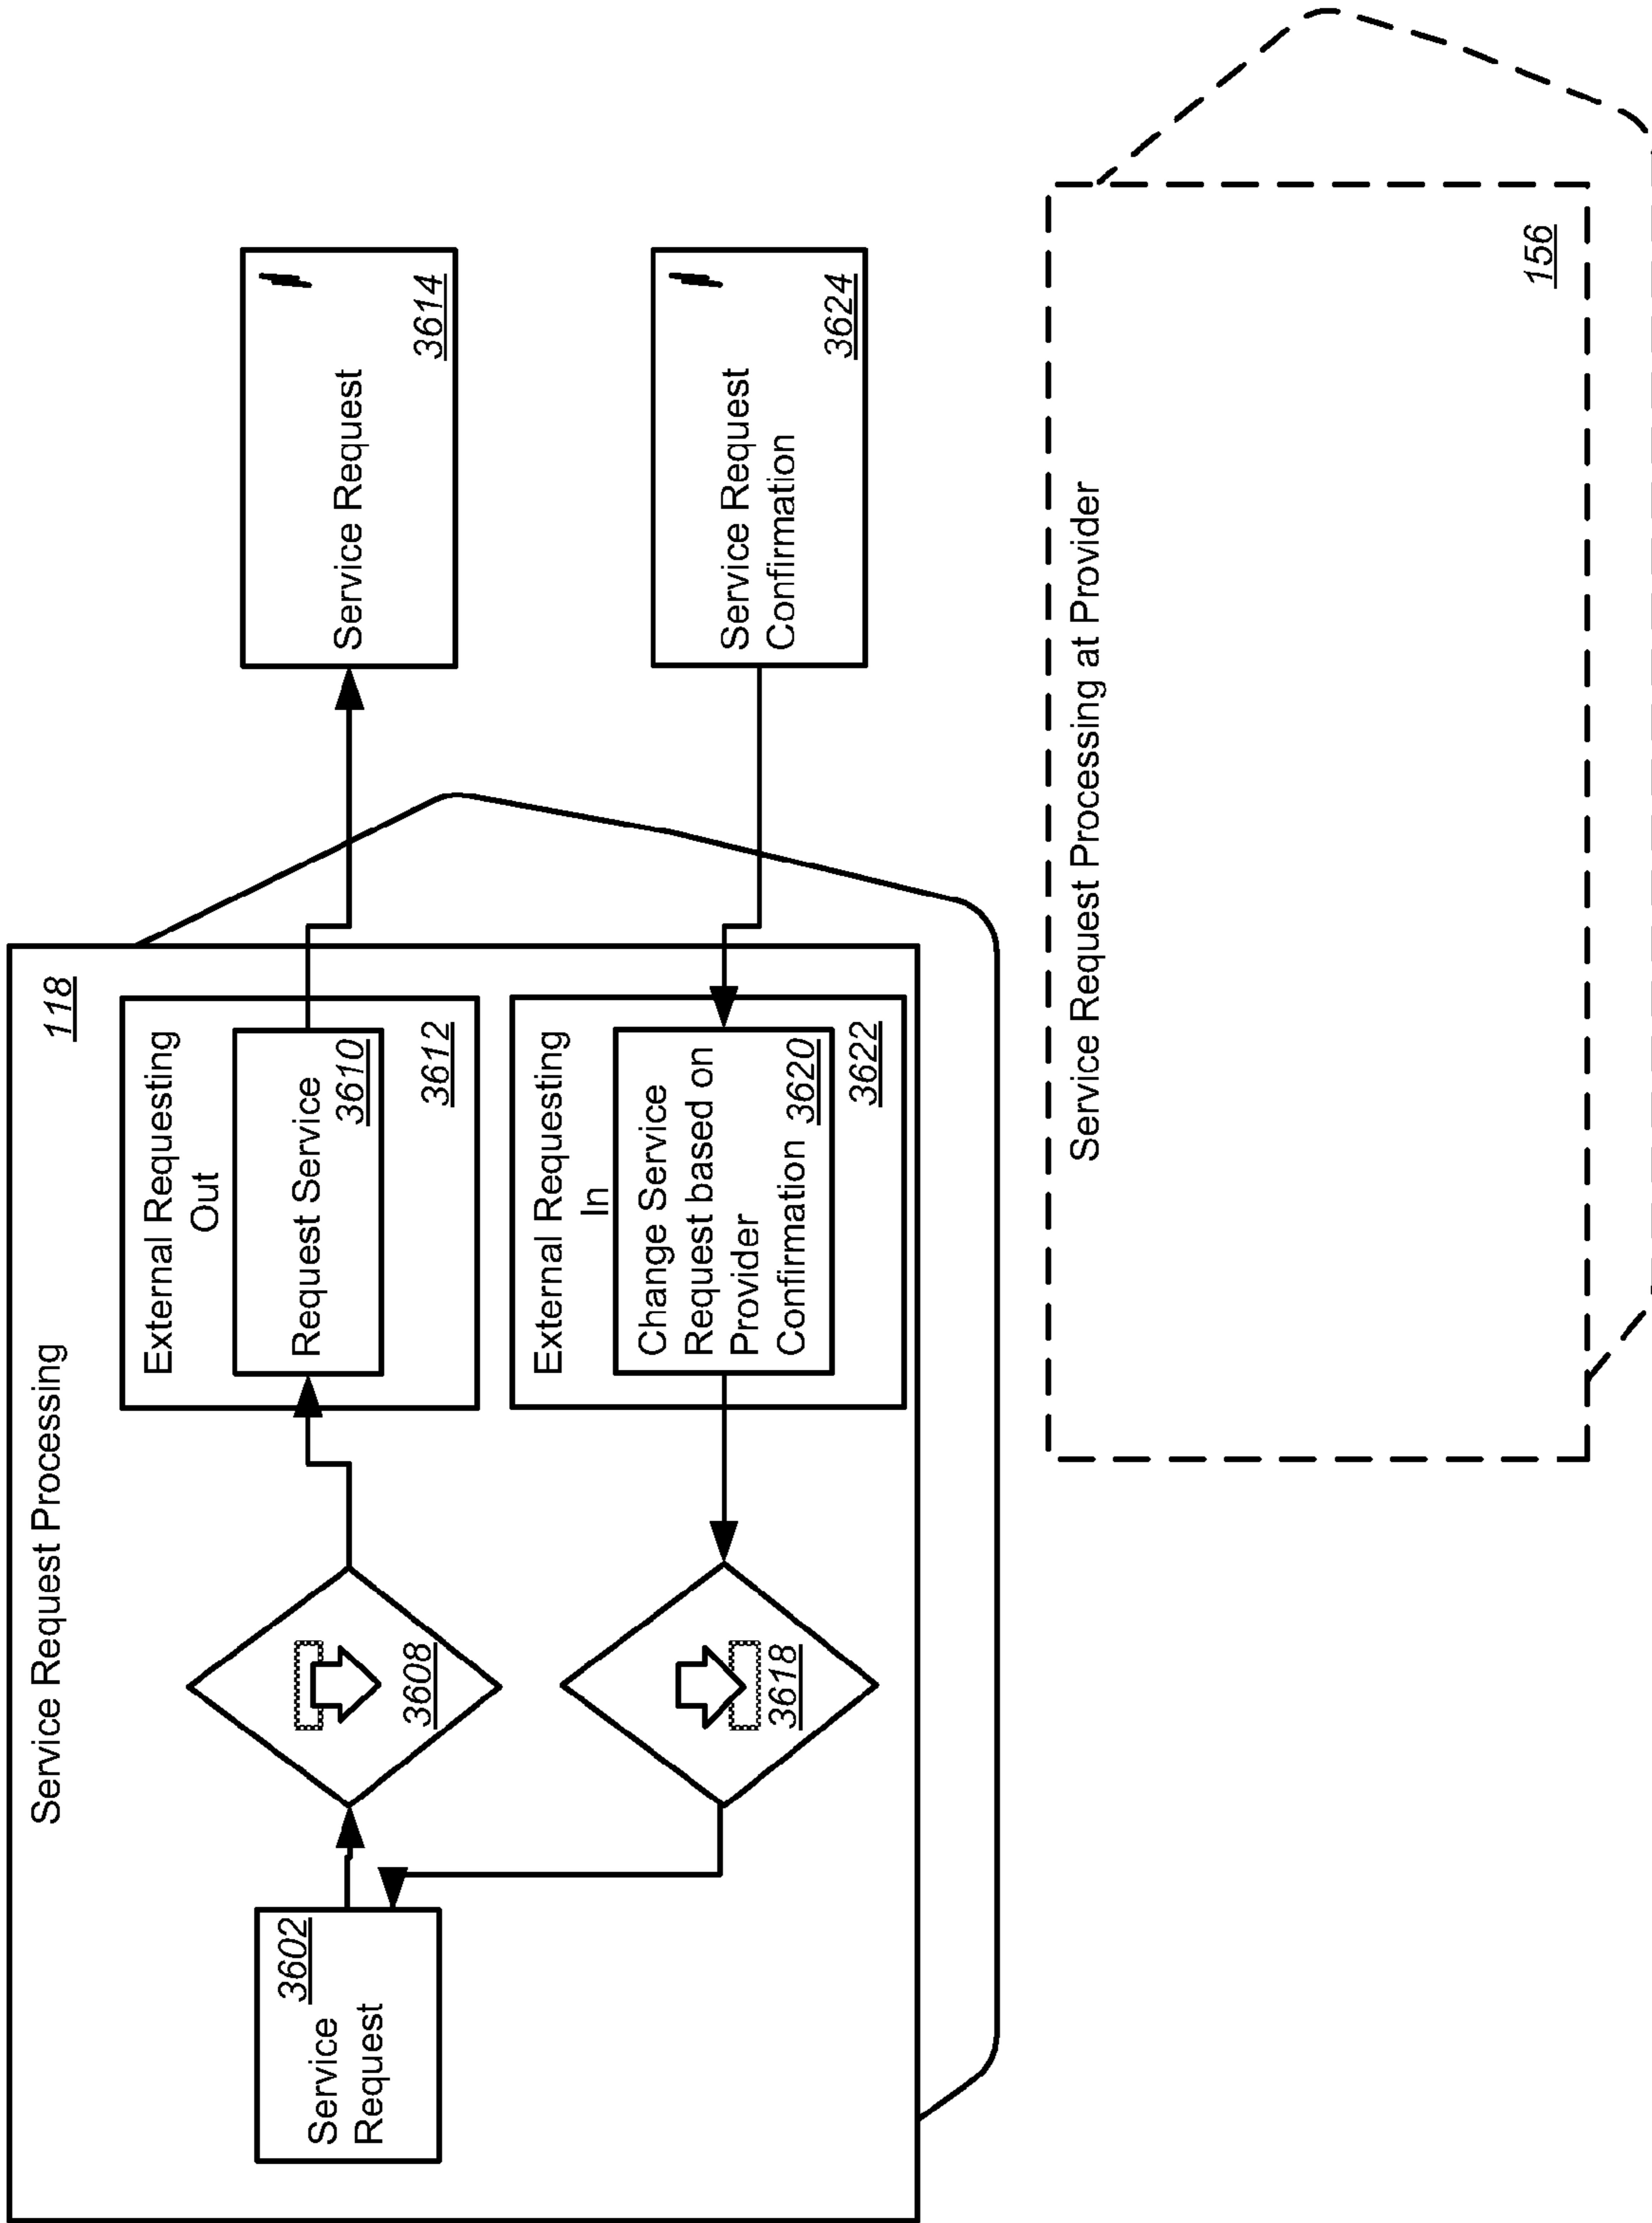 Service Request Processing
118
Service
Request
3602
3608
External Requesting
Out
Request Service
3610
3612
Service Request
3614
3618
External Requesting
In
Change Service
Request based on
Provider
Confirmation 3620
3622
Service Request
Confirmation
3624
Service Request Processing at Provider
156